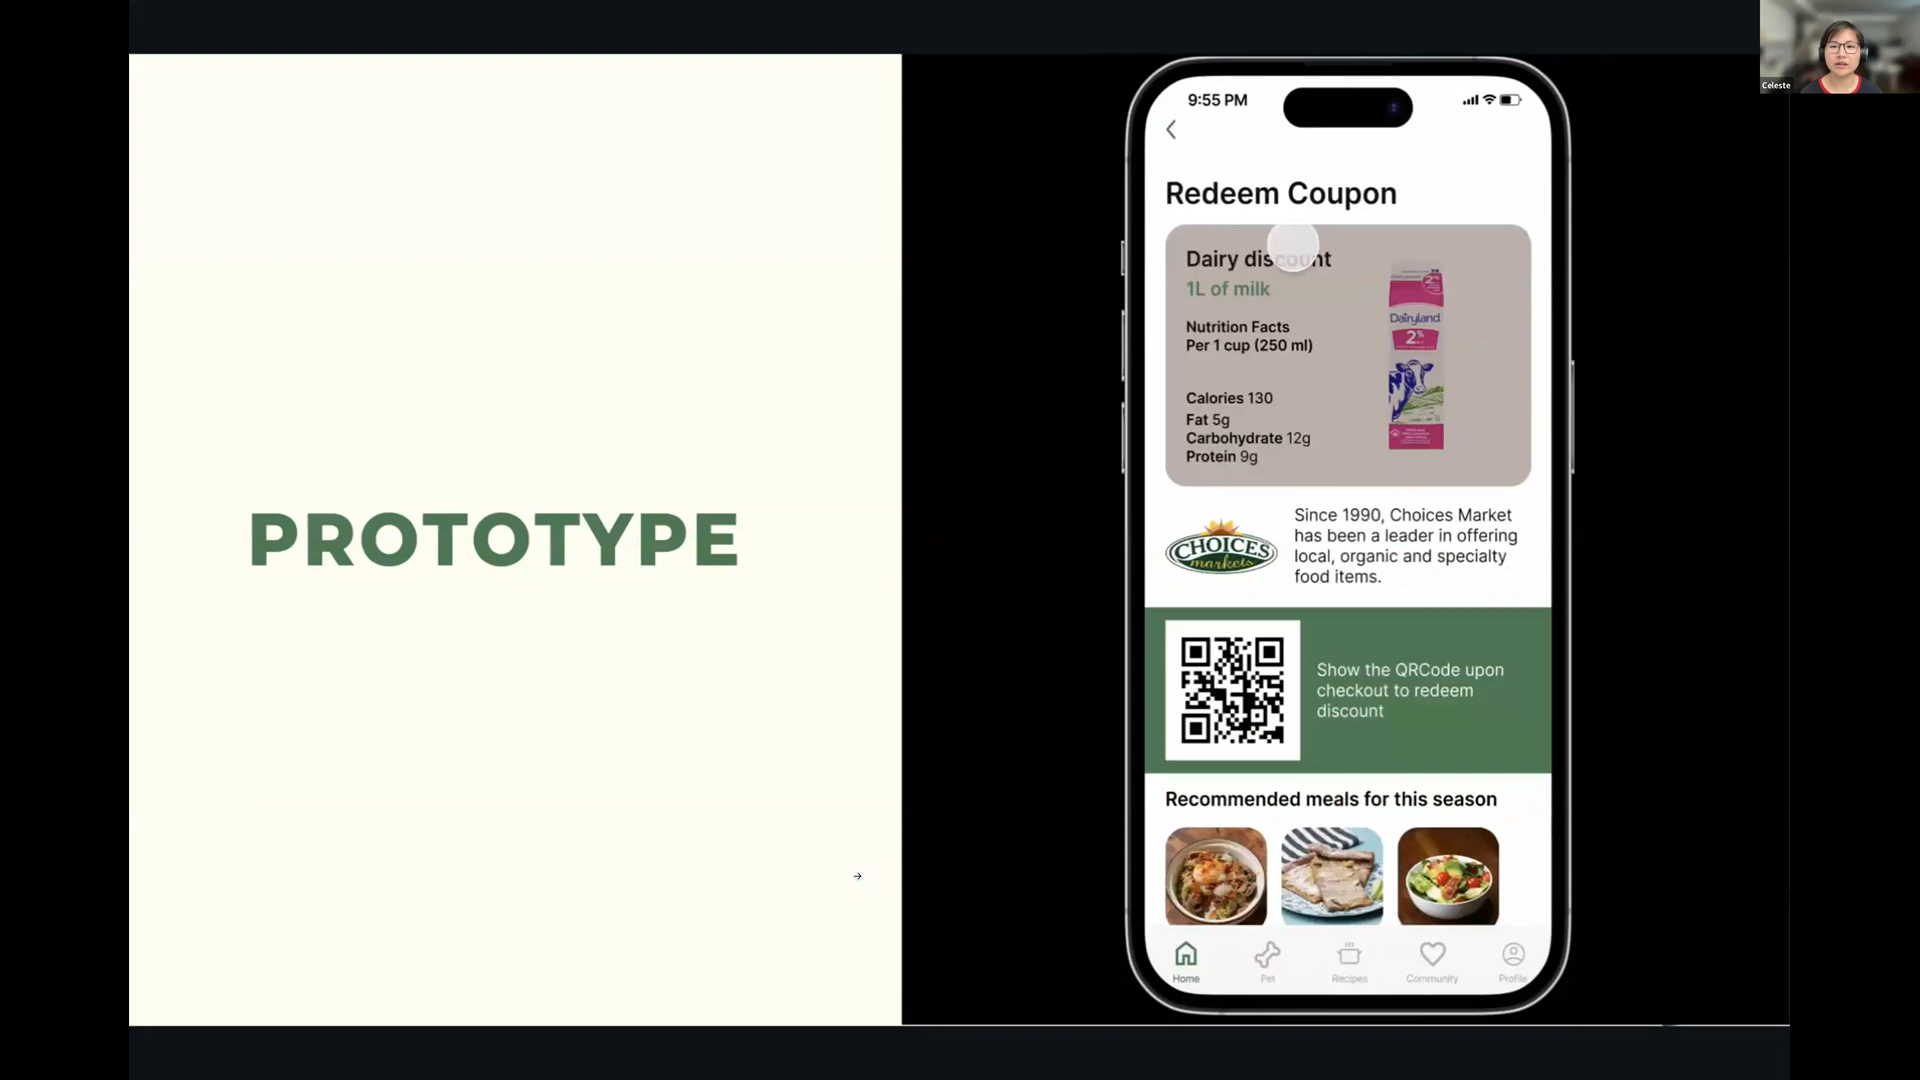 Celeste
PROTOTYPE
9:55 PM
Redeem Coupon
Dairy discount
1L of milk
Nutrition Facts
Per 1 cup (250 ml)
Calories 130
Fat 5g
Carbohydrate 12g
Protein 9g
Dairyland
2%
CHOICES
markets
Since 1990, Choices Market
has been a leader in offering
local, organic and specialty
food items.
Show the QRCode upon
checkout to redeem
discount
Recommended meals for this season
Home
Pet
Recipes
Community
Profile